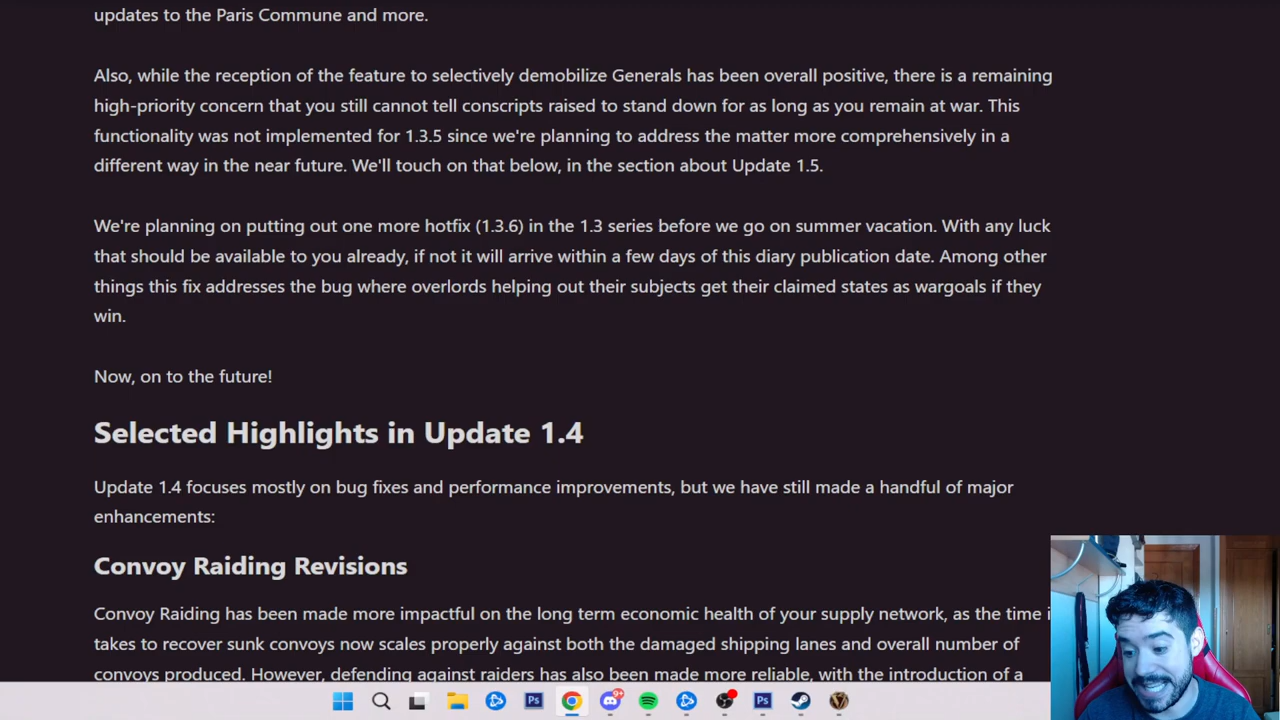 updates to the Paris Commune and more.
Also, while the reception of the feature to selectively demobilize Generals has been overall positive, there is a remaining
high-priority concern that you still cannot tell conscripts raised to stand down for as long as you remain at war. This
functionality was not implemented for 1.3.5 since we're planning to address the matter more comprehensively in a
different way in the near future. We'll touch on that below, in the section about Update 1.5.
We're planning on putting out one more hotfix (1.3.6) in the 1.3 series before we go on summer vacation. With any luck
that should be available to you already, if not it will arrive within a few days of this diary publication date. Among other
things this fix addresses the bug where overlords helping out their subjects get their claimed states as wargoals if they
win.
Now, on to the future!
Selected Highlights in Update 1.4
Update 1.4 focuses mostly on bug fixes and performance improvements, but we have still made a handful of major
enhancements:
Convoy Raiding Revisions
Convoy Raiding has been made more impactful on the long term economic health of your supply network, as the time
takes to recover sunk convoys now scales properly against both the damaged shipping lanes and overall number of
convoys produced. However, defending against raiders has also been made more reliable, with the introduction of a
Ps
9+
Ps